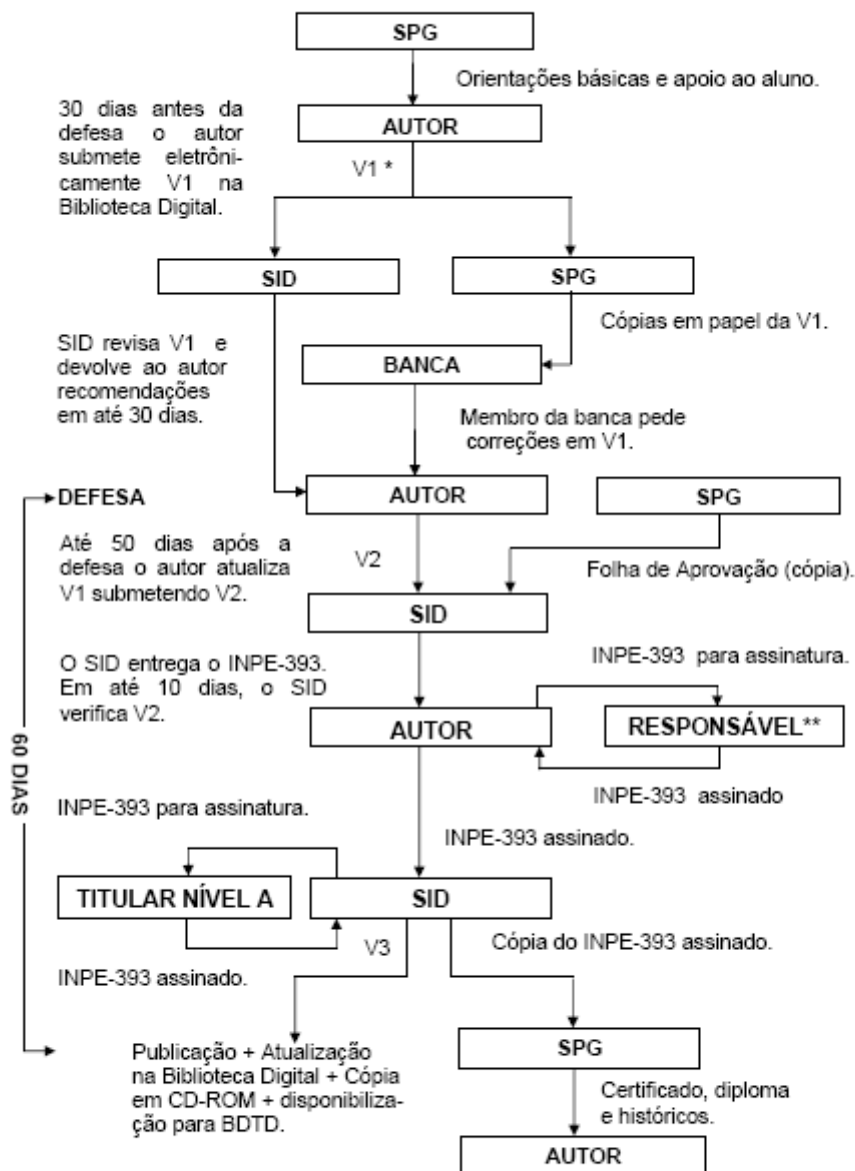 SPG
Orientações básicas e apoio ao aluno.
30 dias antes da
defesa o autor
submete eletrôni-
camente V1 na
Biblioteca Digital.
AUTOR
V1 *
SID
SPG
Cópias em papel da V1.
SID revisa V1 e
devolve ao autor
recomendações
em até 30 dias.
BANCA
Membro da banca pede
correções em V1.
DEFESA
AUTOR
SPG
Até 50 dias após a
defesa o autor atualiza
V1 submetendo V2.
V2
Folha de Aprovação (cópia).
SID
O SID entrega o INPE-393.
Em até 10 dias, o SID
verifica V2.
INPE-393 para assinatura.
AUTOR
RESPONSÁVEL**
INPE-393 assinado
60 DIAS
INPE-393 para assinatura.
INPE-393 assinado.
TITULAR NÍVEL A
SID
V3
Cópia do INPE-393 assinado.
INPE-393 assinado.
Publicação + Atualização
na Biblioteca Digital + Cópia
em CD-ROM + disponibiliza-
ção para BDTD.
SPG
Certificado, diploma
e históricos.
AUTOR